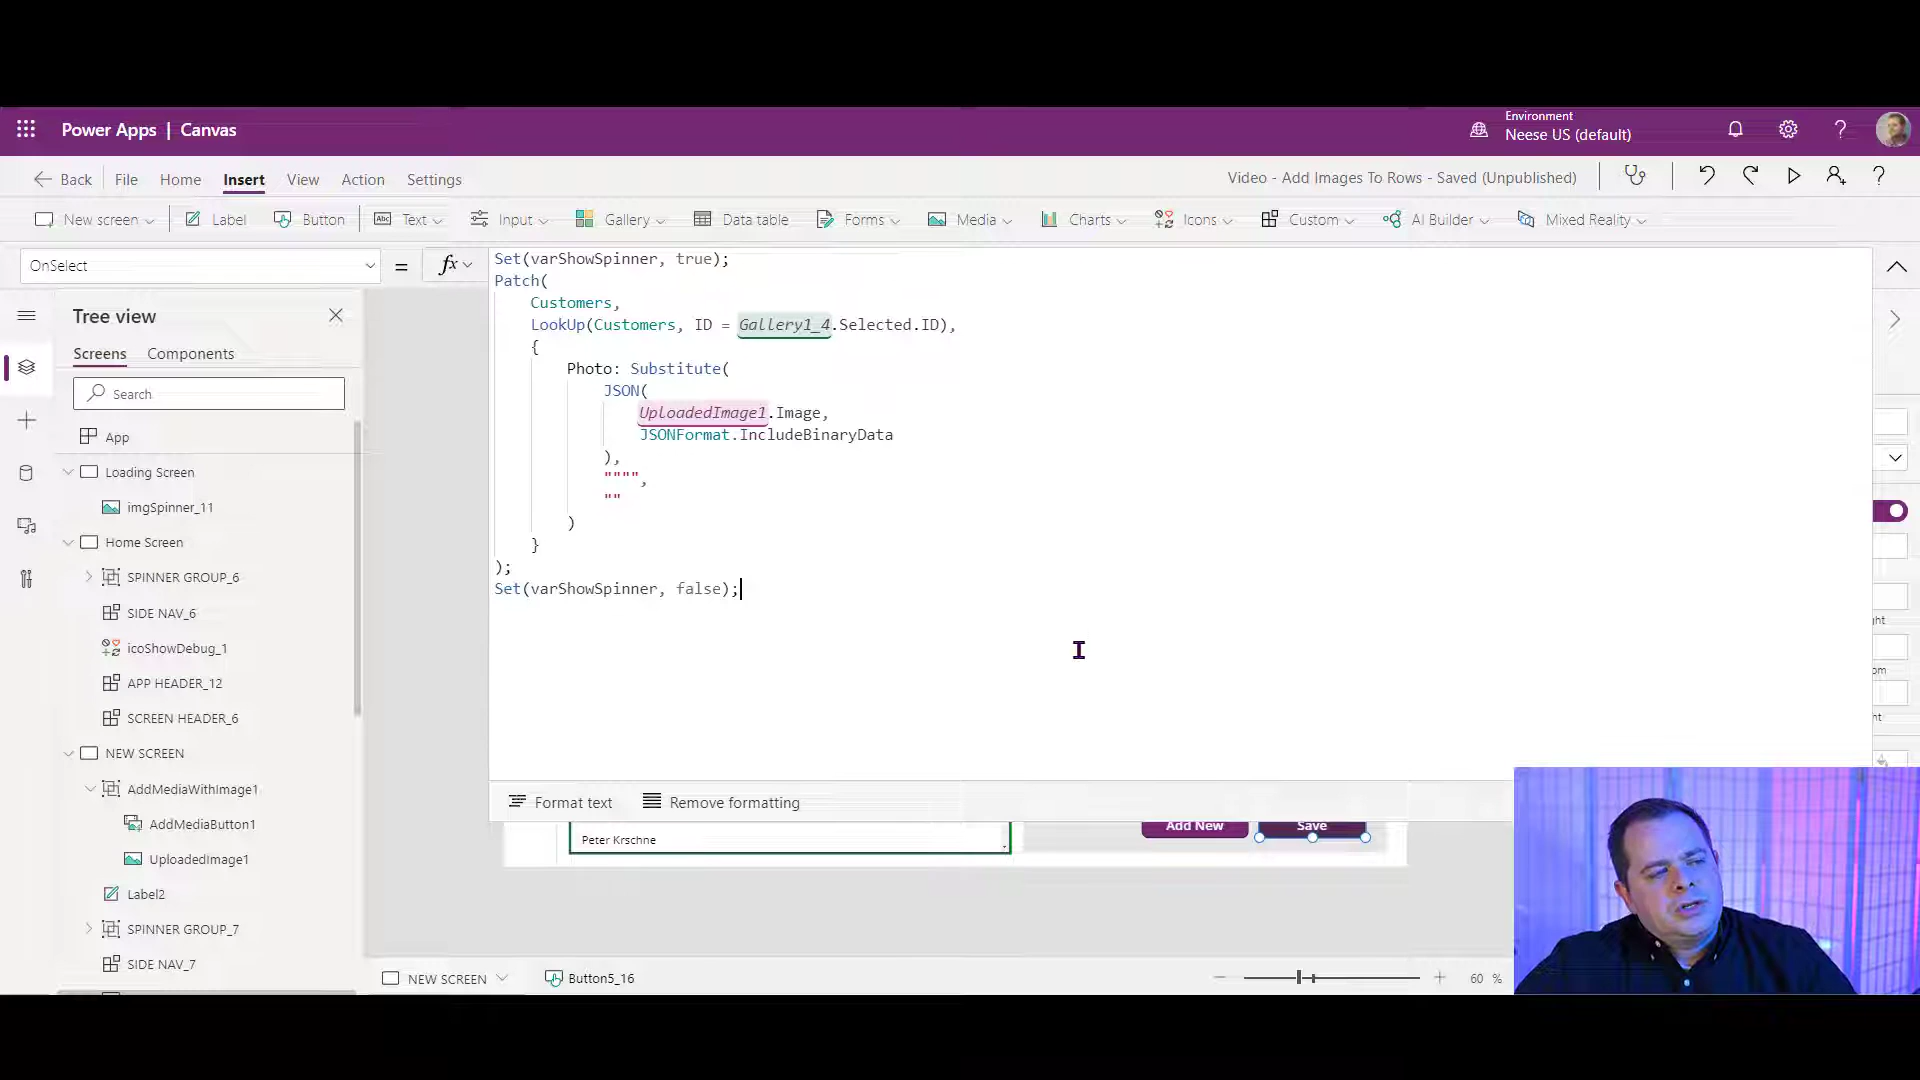 Power Apps | Canvas
Environment
Neese US (default)
Back File Home Insert View Action Settings
Video - Add Images To Rows - Saved (Unpublished)
New screen Label Button Text Input Gallery Data table Forms Media Charts Icons Custom AI Builder Mixed Reality
OnSelect = fx
Set(varShowSpinner, true);
Patch(
Customers,
LookUp(Customers, ID = Gallery1_4.Selected.ID),
{
Photo: Substitute(
JSON(
UploadedImage1.Image,
JSONFormat.IncludeBinaryData
),
"""",
""
)
}
);
Set(varShowSpinner, false);
Tree view
Screens Components
Search
App
Loading Screen
imgSpinner_11
Home Screen
SPINNER GROUP_6
SIDE NAV_6
icoShowDebug_1
APP HEADER_12
SCREEN HEADER_6
NEW SCREEN
AddMediaWithImage1
AddMediaButton1
UploadedImage1
Label2
SPINNER GROUP_7
SIDE NAV_7
Format text Remove formatting
Peter Krschne
Add New Save
NEW SCREEN Button5_16
60 %